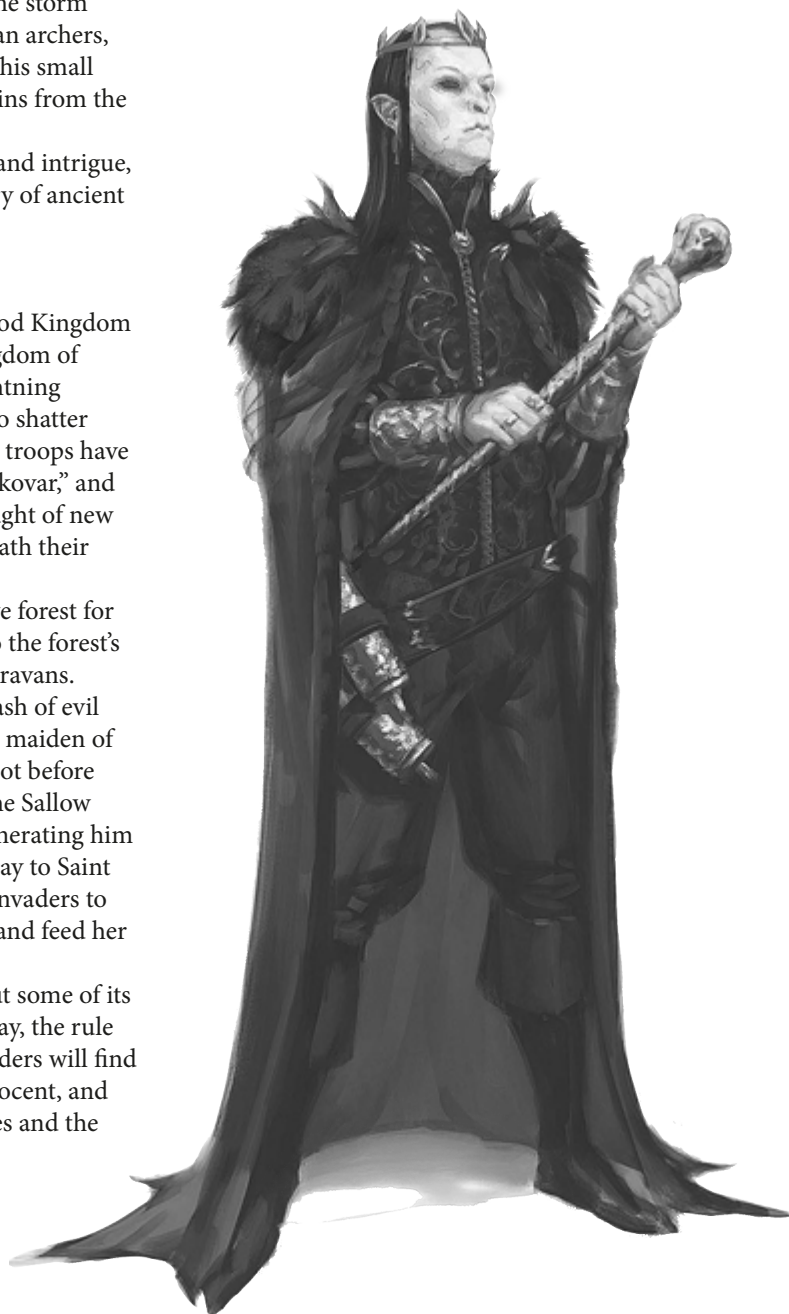 he storm
an archers,
his small
ins from the
and intrigue,
y of ancient
od Kingdom
gdom of
htning
o shatter
troops have
kovar,” and
ght of new
ath their
e forest for
o the forest’s
ravans.
ash of evil
maiden of
ot before
he Sallow
nerating him
ay to Saint
nvaders to
and feed her
ut some of its
ay, the rule
ders will find
ocent, and
es and the